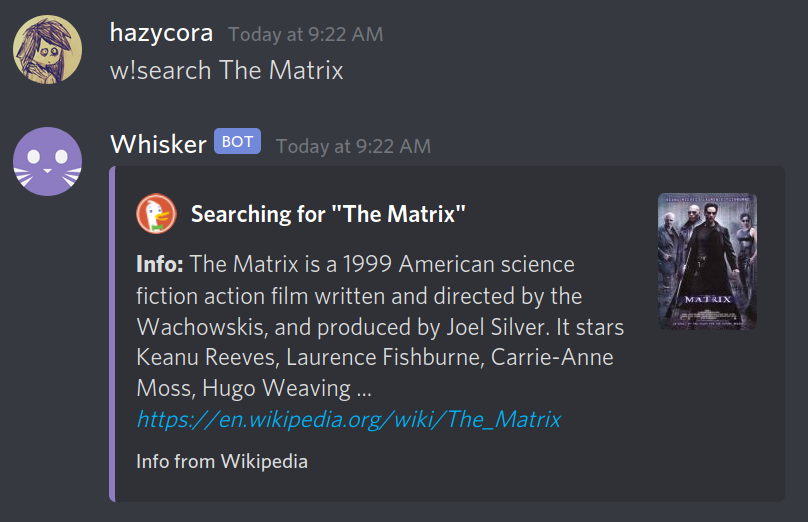 hazycora Today at 9:22 AM
w!search The Matrix
Whisker BOT Today at 9:22 AM
Searching for "The Matrix"
Info: The Matrix is a 1999 American science
fiction action film written and directed by the
Wachowskis, and produced by Joel Silver. It stars
Keanu Reeves, Laurence Fishburne, Carrie-Anne
Moss, Hugo Weaving ...
https://en.wikipedia.org/wiki/The_Matrix
Info from Wikipedia
MATRIX